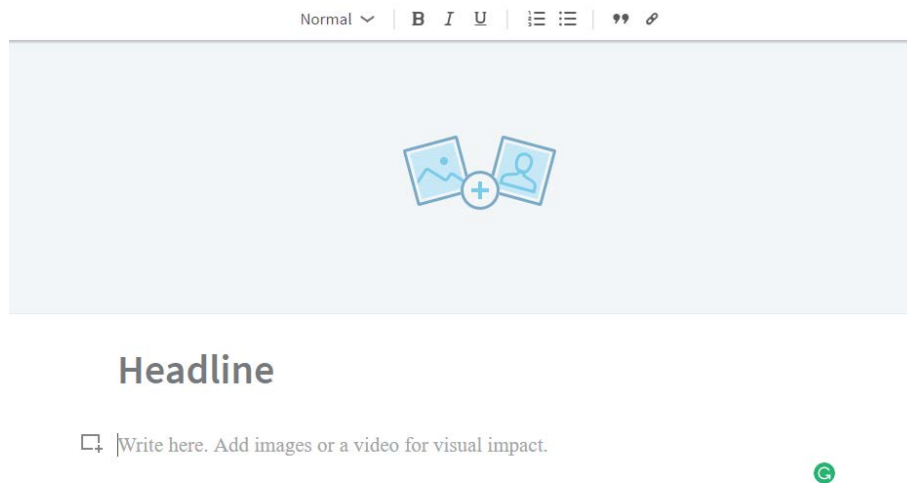 Normal B I U
Headline
Write here. Add images or a video for visual impact.